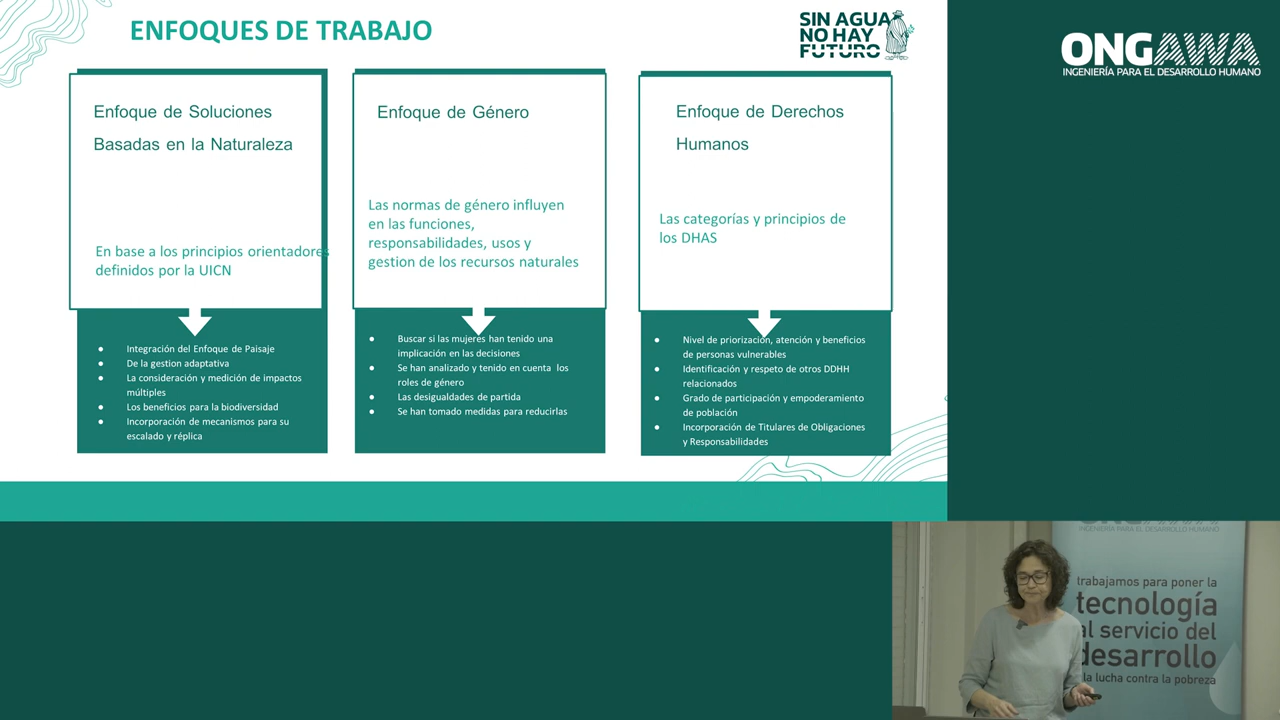 ENFOQUES DE TRABAJO
SIN AGUA
NO HAY
FUTURO
ONGAWA
INGENIERÍA PARA EL DESARROLLO HUMANO
Enfoque de Soluciones
Basadas en la Naturaleza
En base a los principios orientadores
definidos por la UICN
● Integración del Enfoque de Paisaje
● De la gestion adaptativa
● La consideración y medición de impactos
múltiples
● Los beneficios para la biodiversidad
● Incorporación de mecanismos para su
escalado y réplica
Enfoque de Género
Las normas de género influyen
en las funciones,
responsabilidades, usos y
gestion de los recursos naturales
● Buscar si las mujeres han tenido una
implicación en las decisiones
● Se han analizado y tenido en cuenta los
roles de género
● Las desigualdades de partida
● Se han tomado medidas para reducirlas
Enfoque de Derechos
Humanos
Las categorías y principios de
los DHAS
● Nivel de priorización, atención y beneficios
de personas vulnerables
● Identificación y respeto de otros DDHH
relacionados
● Grado de participación y empoderamiento
de población
● Incorporación de Titulares de Obligaciones
y Responsabilidades
ONGAWA
INGENIERÍA PARA EL DESARROLLO HUMANO
trabajamos para poner la
tecnología
al servicio del
desarrollo
la lucha contra la pobreza